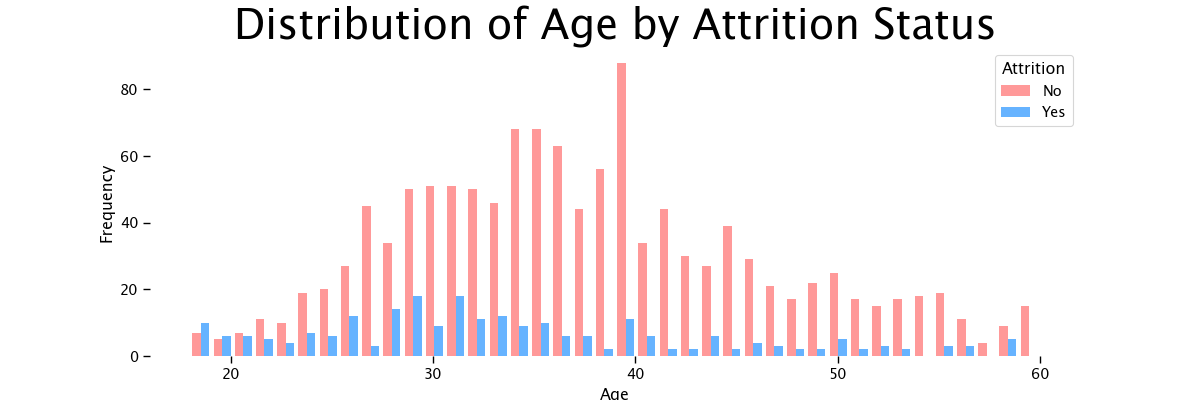 Distribution of Age by Attrition Status
Attrition
No
Yes
Frequency
80
60
40
20
0
20 30 40 50 60
Age